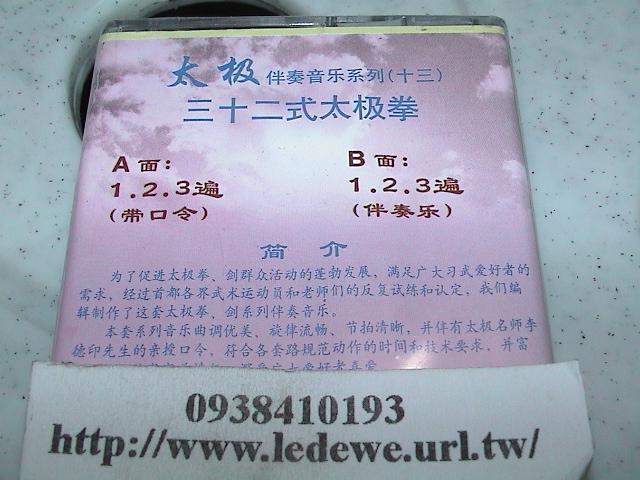 太极 伴奏音乐系列(十三)
三十二式太极拳
A面:
1.2.3遍
(带口令)
B面:
1.2.3遍
(伴奏乐)
简 介
为了促进太极拳、剑群众活动的蓬勃发展，满足广大习武爱好者的
需求，经过首都各界武术运动员和老师们的反复试练和认定，我们编
辑制作了这套太极拳、剑系列伴奏音乐。
本套系列音乐曲调优美、旋律流畅、节拍清晰，并伴有太极名师李
德印先生的亲授口令，符合各套路规范动作的时间和技术要求，并富
爱好者喜爱
0938410193
http://www.ledewe.url.tw/